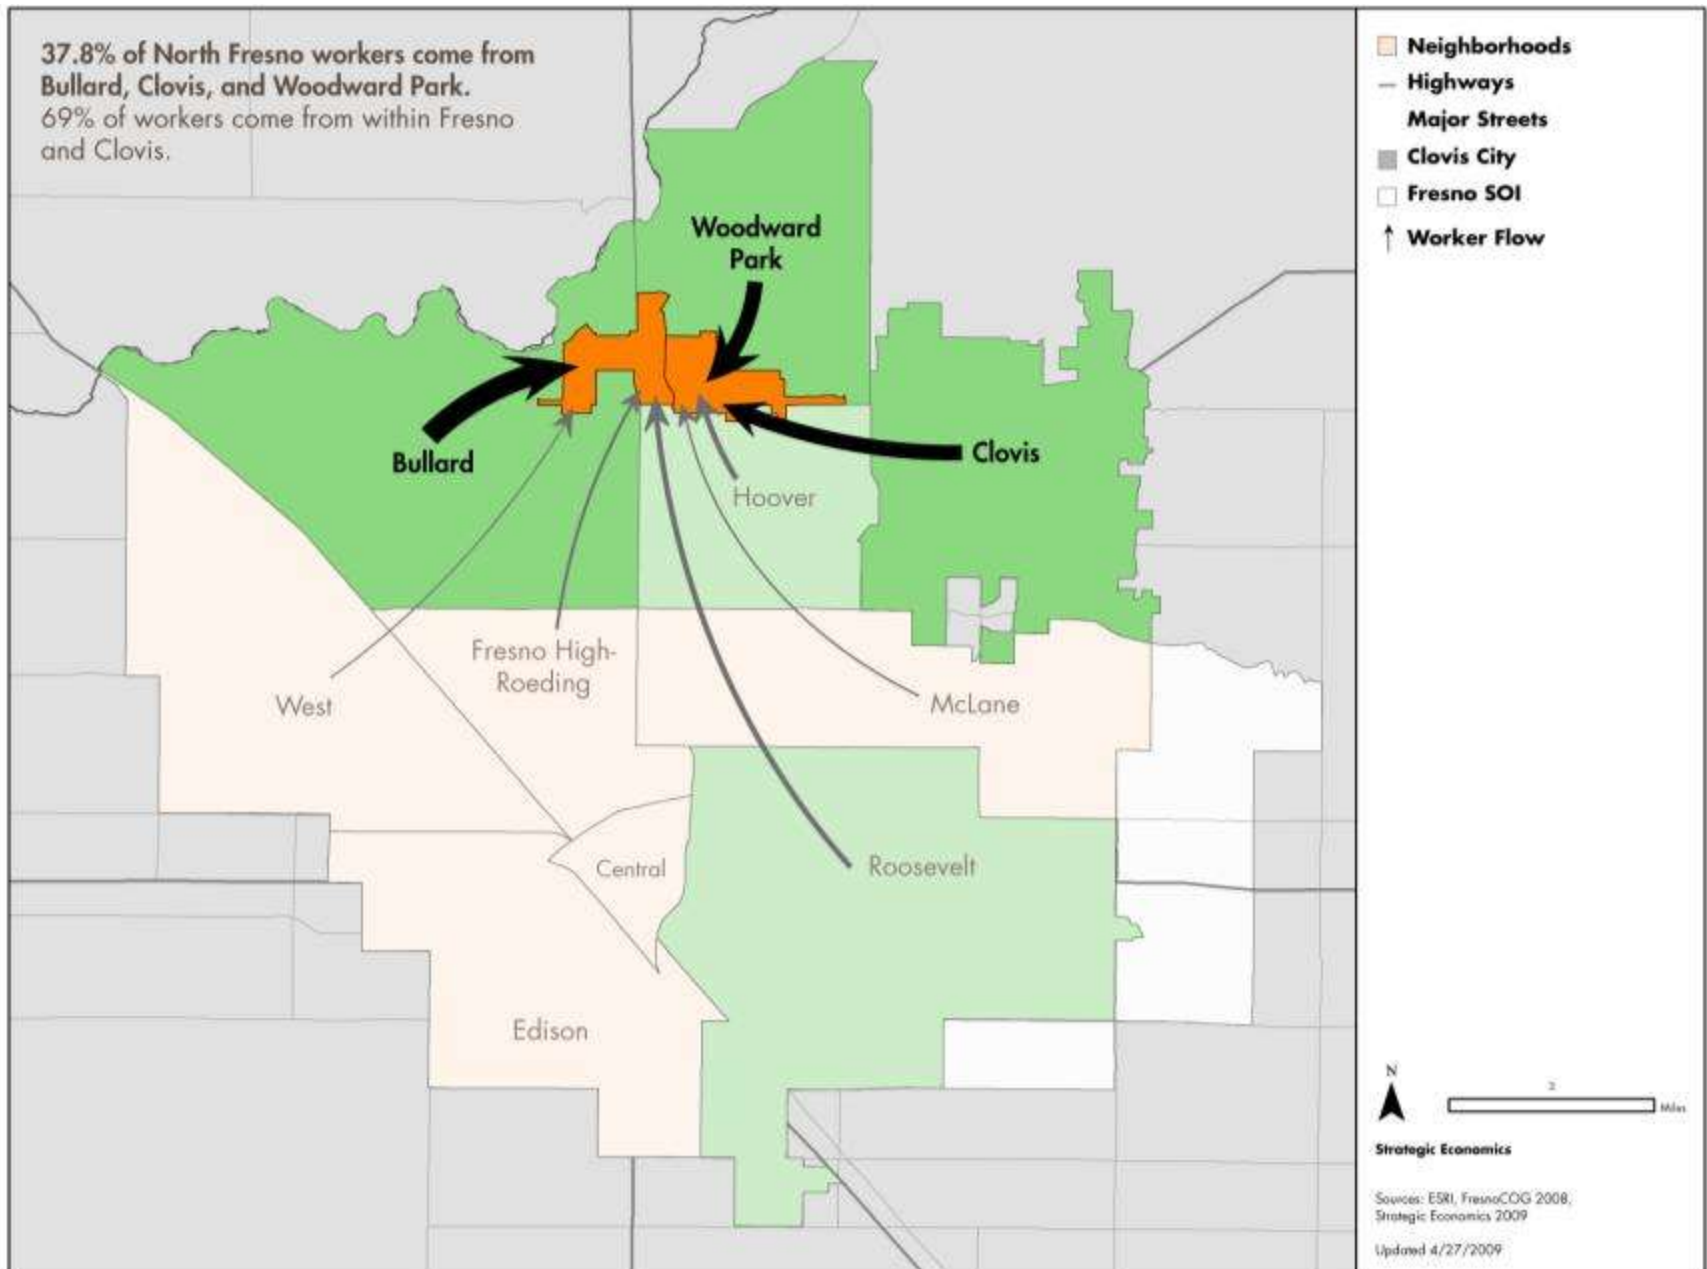 37.8% of North Fresno workers come from
Bullard, Clovis, and Woodward Park.
69% of workers come from within Fresno
and Clovis.
Woodward
Park
Bullard
Clovis
Hoover
Fresno High-
Roeding
West
McLane
Central
Roosevelt
Edison
Neighborhoods
Highways
Major Streets
Clovis City
Fresno SOI
Worker Flow
N
Miles
Strategic Economics
Sources: ESRI, FresnoCOG 2008,
Strategic Economics 2009
Updated 4/27/2009